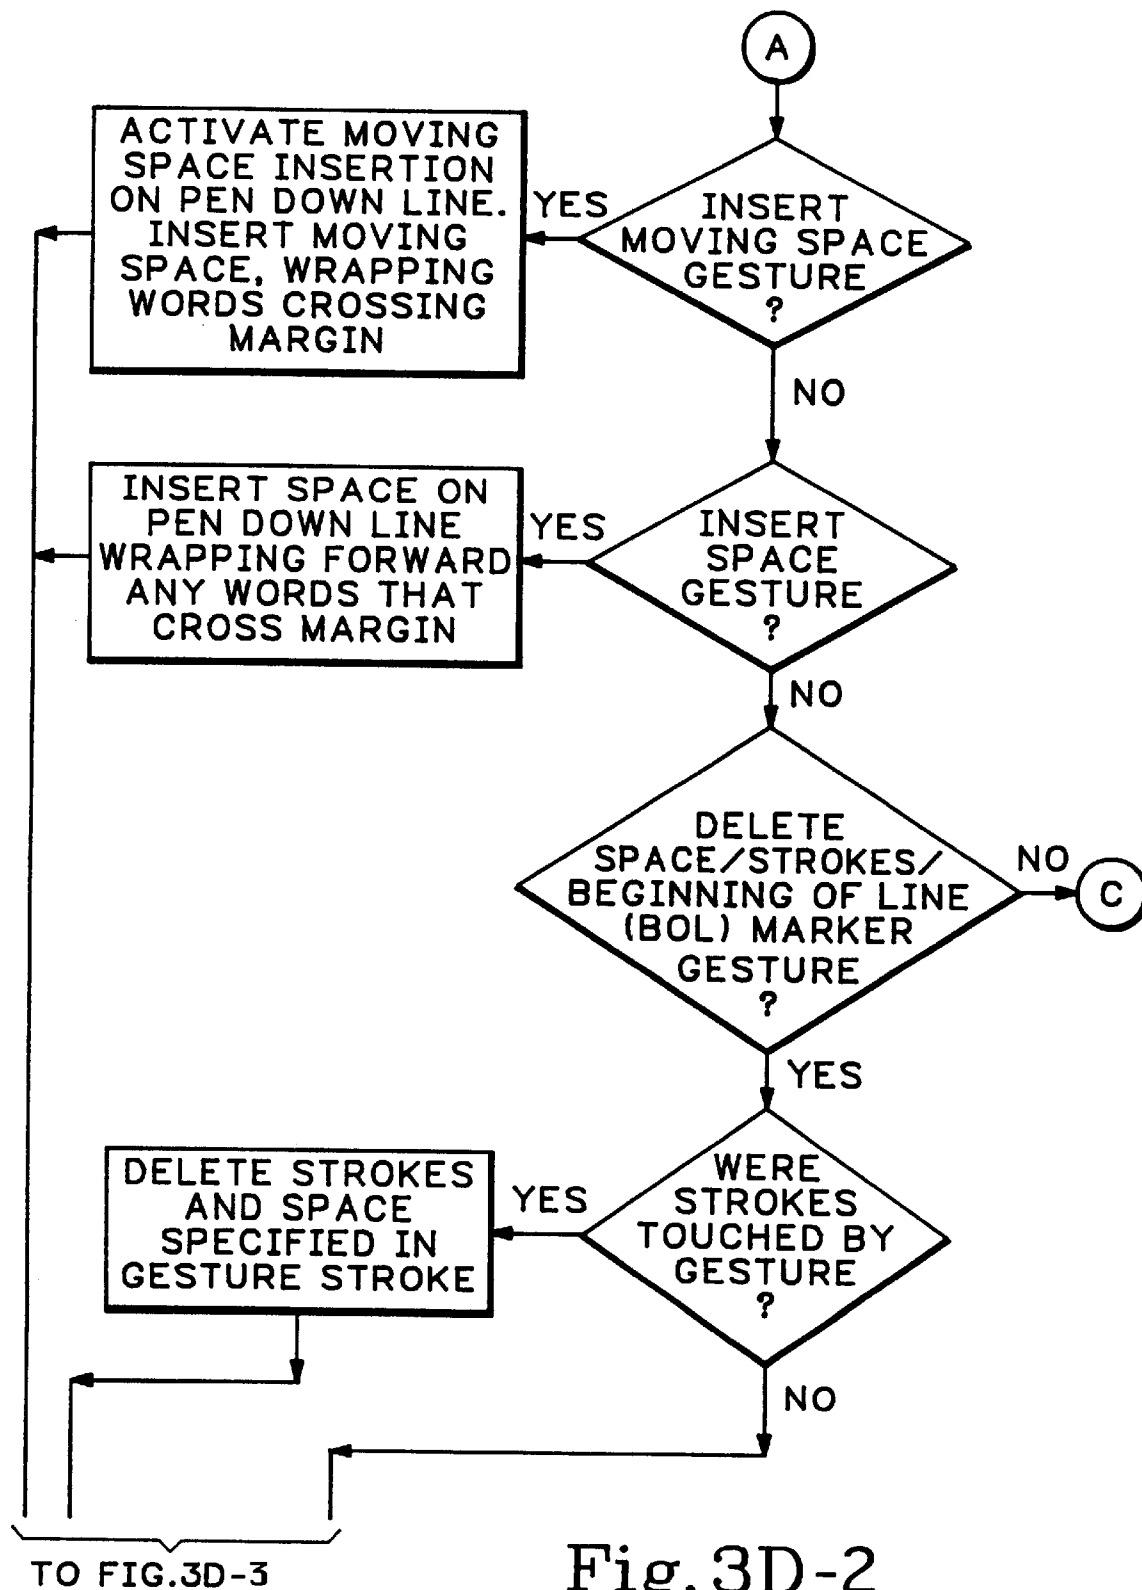 A
ACTIVATE MOVING
SPACE INSERTION
ON PEN DOWN LINE.
INSERT MOVING
SPACE, WRAPPING
WORDS CROSSING
MARGIN
YES
INSERT
MOVING SPACE
GESTURE
?
NO
INSERT SPACE ON
PEN DOWN LINE
WRAPPING FORWARD
ANY WORDS THAT
CROSS MARGIN
YES
INSERT
SPACE
GESTURE
?
NO
DELETE
SPACE/STROKES/
BEGINNING OF LINE
(BOL) MARKER
GESTURE
?
NO
C
YES
DELETE STROKES
AND SPACE
SPECIFIED IN
GESTURE STROKE
YES
WERE
STROKES
TOUCHED BY
GESTURE
?
NO
TO FIG.3D-3
Fig.3D-2